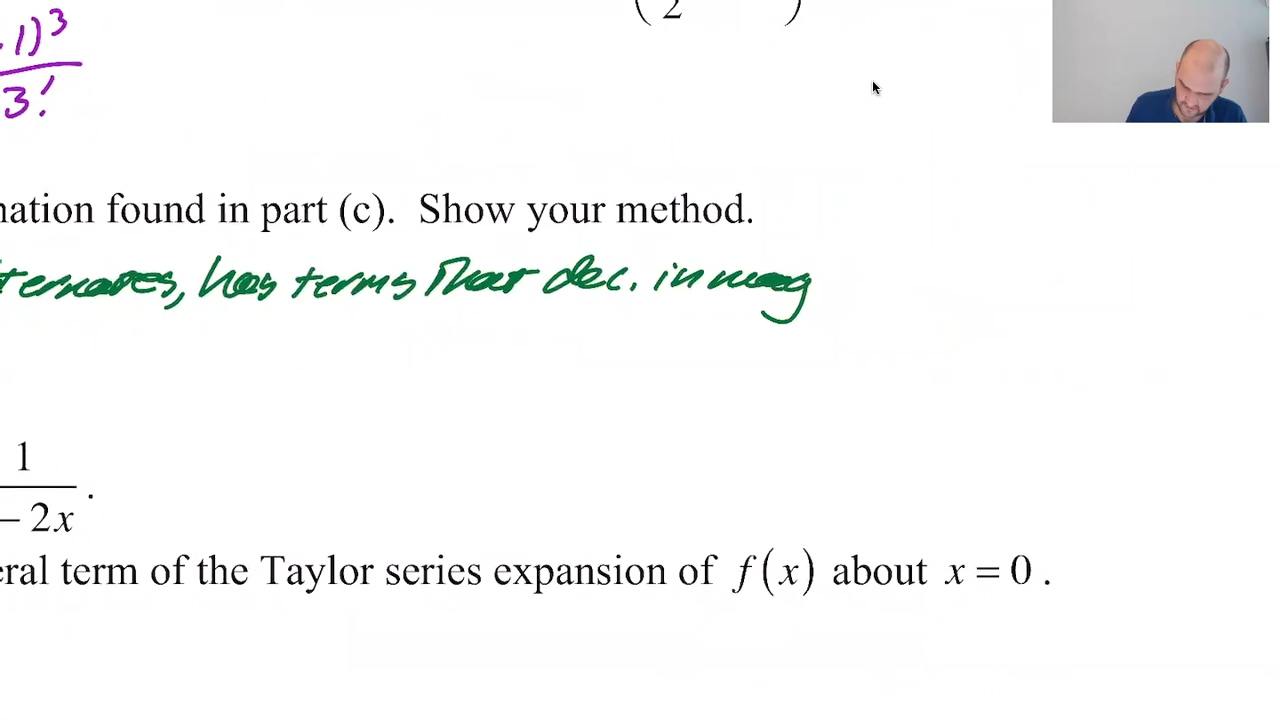 ( 2 )
. 1)³
3!
nation found in part (c). Show your method.
ternates, has terms that dec. in mag
1
– 2x .
eral term of the Taylor series expansion of f(x) about x = 0 .